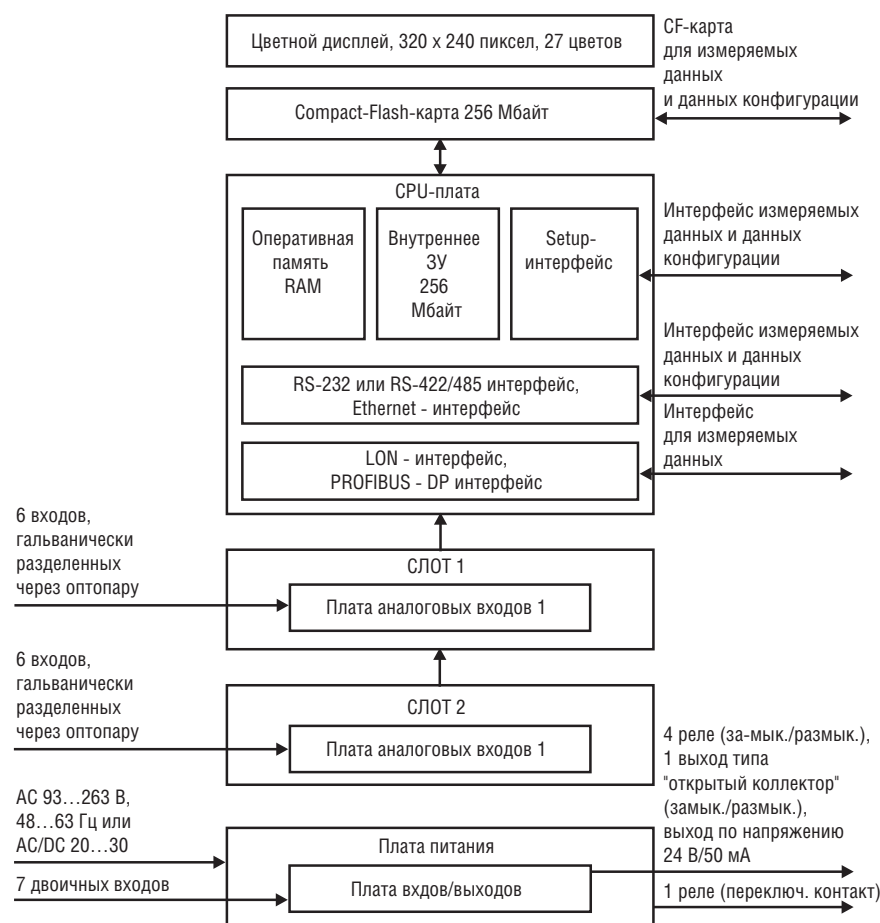 Цветной дисплей, 320 x 240 пиксел, 27 цветов
CF-карта
для измеряемых
данных
и данных конфигурации
Compact-Flash-карта 256 Мбайт
CPU-плата
Оперативная
память
RAM
Внутреннее
ЗУ
256
Мбайт
Setup-
интерфейс
Интерфейс измеряемых
данных и данных
конфигурации
RS-232 или RS-422/485 интерфейс,
Ethernet - интерфейс
Интерфейс измеряемых
данных и данных
конфигурации
LON - интерфейс,
PROFIBUS - DP интерфейс
Интерфейс
для измеряемых
данных
6 входов,
гальванически
разделенных
через оптопару
СЛОТ 1
Плата аналоговых входов 1
6 входов,
гальванически
разделенных
через оптопару
СЛОТ 2
Плата аналоговых входов 1
4 реле (за-мык./размык.),
1 выход типа
"открытый коллектор"
(замык./размык.),
выход по напряжению
24 В/50 мА
AC 93...263 В,
48...63 Гц или
AC/DC 20...30
Плата питания
7 двоичных входов
Плата вхдов/выходов
1 реле (переключ. контакт)